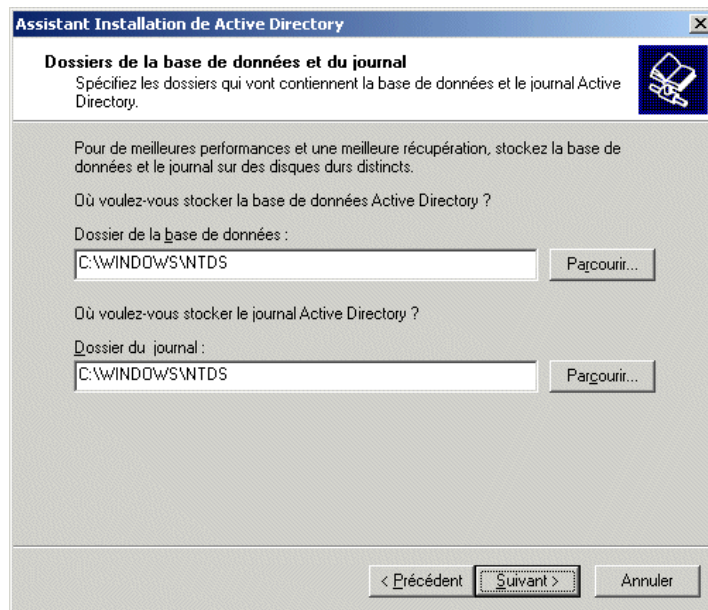 Assistant Installation de Active Directory
Dossiers de la base de données et du journal
Spécifiez les dossiers qui vont contiennent la base de données et le journal Active
Directory.
Pour de meilleures performances et une meilleure récupération, stockez la base de
données et le journal sur des disques durs distincts.
Où voulez-vous stocker la base de données Active Directory ?
Dossier de la base de données :
C:\WINDOWS\NTDS
Parcourir...
Où voulez-vous stocker le journal Active Directory ?
Dossier du journal :
C:\WINDOWS\NTDS
Parcourir...
< Précédent
Suivant >
Annuler